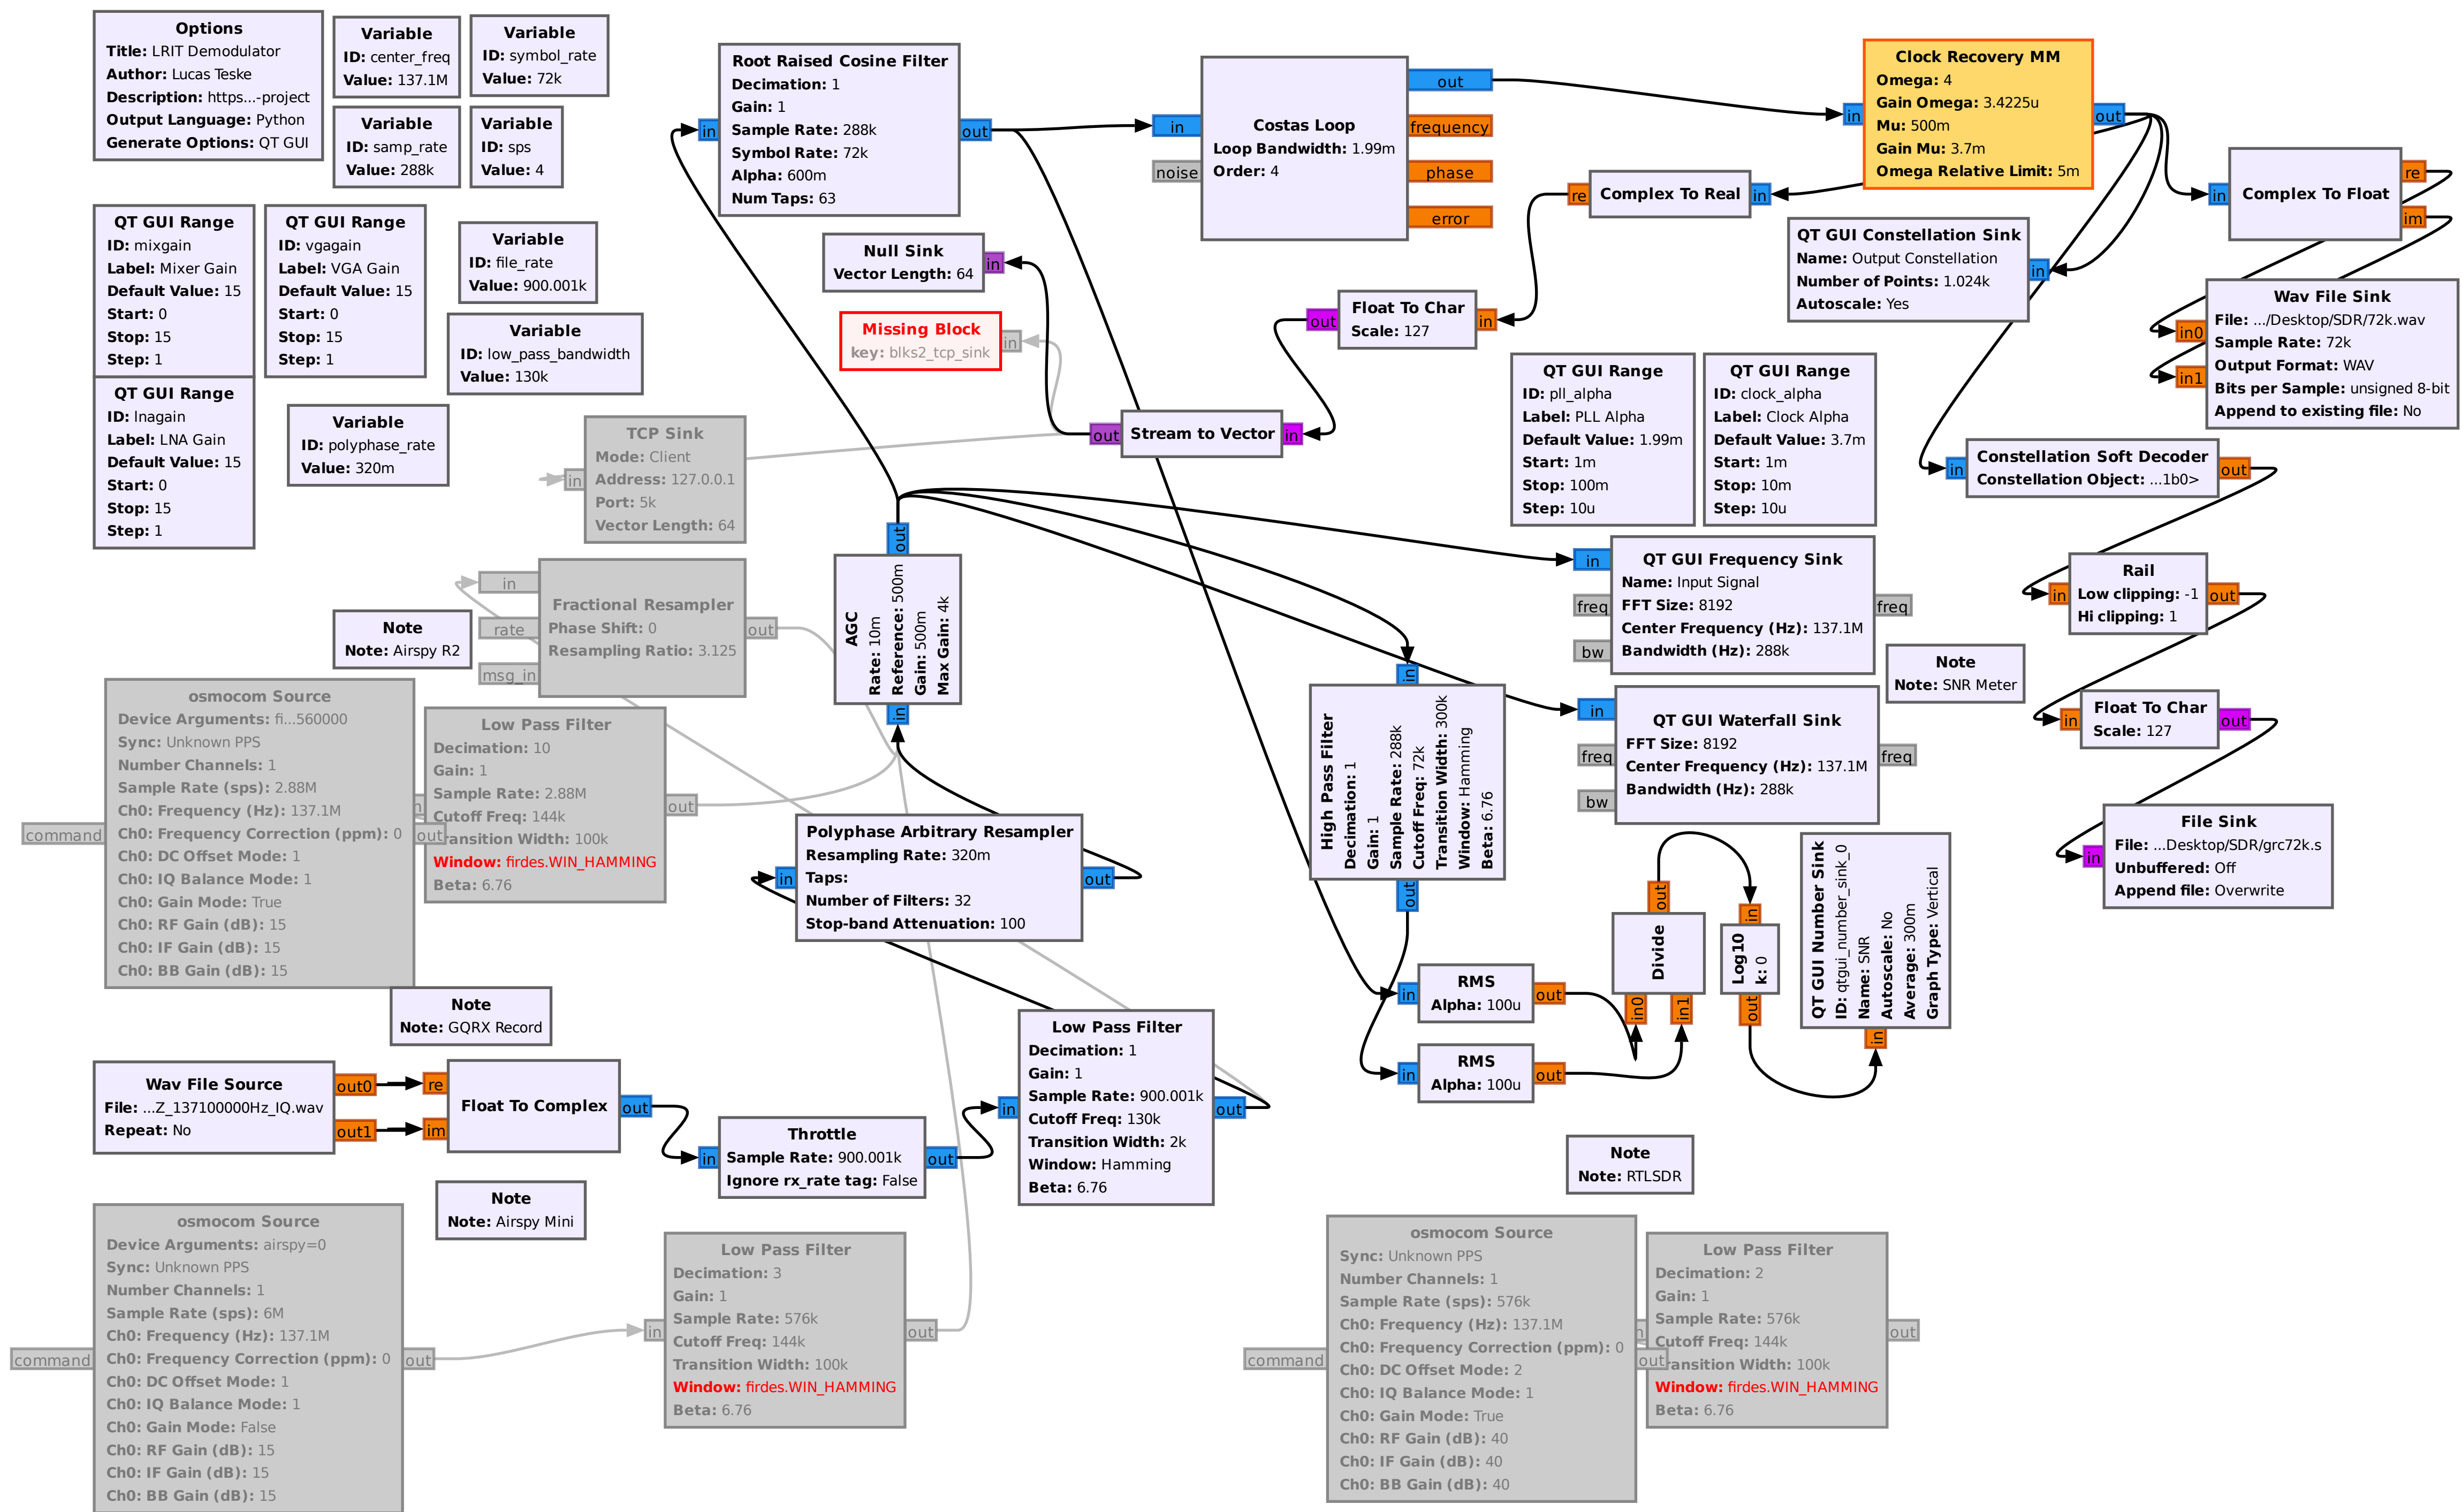 Options
Title: LRIT Demodulator
Author: Lucas Teske
Description: https...-project
Output Language: Python
Generate Options: QT GUI
Variable
ID: center_freq
Value: 137.1M
Variable
ID: symbol_rate
Value: 72k
Variable
ID: samp_rate
Value: 288k
Variable
ID: sps
Value: 4
QT GUI Range
ID: mixgain
Label: Mixer Gain
Default Value: 15
Start: 0
Stop: 15
Step: 1
QT GUI Range
ID: vgagain
Label: VGA Gain
Default Value: 15
Start: 0
Stop: 15
Step: 1
Variable
ID: file_rate
Value: 900.001k
Variable
ID: low_pass_bandwidth
Value: 130k
QT GUI Range
ID: lnagain
Label: LNA Gain
Default Value: 15
Start: 0
Stop: 15
Step: 1
Variable
ID: polyphase_rate
Value: 320m
in
Root Raised Cosine Filter
Decimation: 1
Gain: 1
Sample Rate: 288k
Symbol Rate: 72k
Alpha: 600m
Num Taps: 63
out
in
noise
Costas Loop
Loop Bandwidth: 1.99m
Order: 4
out
frequency
phase
error
in
Clock Recovery MM
Omega: 4
Gain Omega: 3.4225u
Mu: 500m
Gain Mu: 3.7m
Omega Relative Limit: 5m
out
re
Complex To Real
in
in
Complex To Float
re
im
Null Sink
Vector Length: 64
in
Missing Block
key: blks2_tcp_sink
in
out
Float To Char
Scale: 127
in
QT GUI Constellation Sink
Name: Output Constellation
Number of Points: 1.024k
Autoscale: Yes
in
in0
in1
Wav File Sink
File: .../Desktop/SDR/72k.wav
Sample Rate: 72k
Output Format: WAV
Bits per Sample: unsigned 8-bit
Append to existing file: No
in
TCP Sink
Mode: Client
Address: 127.0.0.1
Port: 5k
Vector Length: 64
out
Stream to Vector
in
QT GUI Range
ID: pll_alpha
Label: PLL Alpha
Default Value: 1.99m
Start: 1m
Stop: 100m
Step: 10u
QT GUI Range
ID: clock_alpha
Label: Clock Alpha
Default Value: 3.7m
Start: 1m
Stop: 10m
Step: 10u
in
Constellation Soft Decoder
Constellation Object: ...1b0>
out
in
rate
msg_in
Fractional Resampler
Phase Shift: 0
Resampling Ratio: 3.125
out
out
AGC
Rate: 10m
Reference: 500m
Gain: 500m
Max Gain: 4k
in
in
freq
bw
QT GUI Frequency Sink
Name: Input Signal
FFT Size: 8192
Center Frequency (Hz): 137.1M
Bandwidth (Hz): 288k
freq
in
Rail
Low clipping: -1
Hi clipping: 1
out
Note
Note: Airspy R2
Note
Note: SNR Meter
command
osmocom Source
Device Arguments: fi...560000
Sync: Unknown PPS
Number Channels: 1
Sample Rate (sps): 2.88M
Ch0: Frequency (Hz): 137.1M
Ch0: Frequency Correction (ppm): 0
Ch0: DC Offset Mode: 1
Ch0: IQ Balance Mode: 1
Ch0: Gain Mode: True
Ch0: RF Gain (dB): 15
Ch0: IF Gain (dB): 15
Ch0: BB Gain (dB): 15
out
Low Pass Filter
Decimation: 10
Gain: 1
Sample Rate: 2.88M
Cutoff Freq: 144k
Transition Width: 100k
Window: firdes.WIN_HAMMING
Beta: 6.76
out
in
Polyphase Arbitrary Resampler
Resampling Rate: 320m
Taps:
Number of Filters: 32
Stop-band Attenuation: 100
out
in
High Pass Filter
Decimation: 1
Gain: 1
Sample Rate: 288k
Cutoff Freq: 72k
Transition Width: 300k
Window: Hamming
Beta: 6.76
out
in
freq
bw
QT GUI Waterfall Sink
FFT Size: 8192
Center Frequency (Hz): 137.1M
Bandwidth (Hz): 288k
freq
in
Float To Char
Scale: 127
out
in
File Sink
File: ...Desktop/SDR/grc72k.s
Unbuffered: Off
Append file: Overwrite
in
RMS
Alpha: 100u
out
in
RMS
Alpha: 100u
out
out
Divide
in0
in1
in
Log10
k: 0
out
QT GUI Number Sink
ID: qtgui_number_sink_0
Name: SNR
Autoscale: No
Average: 300m
Graph Type: Vertical
in
Note
Note: GQRX Record
Wav File Source
File: ...Z_137100000Hz_IQ.wav
Repeat: No
out0
out1
re
im
Float To Complex
out
in
Throttle
Sample Rate: 900.001k
Ignore rx_rate tag: False
out
in
Low Pass Filter
Decimation: 1
Gain: 1
Sample Rate: 900.001k
Cutoff Freq: 130k
Transition Width: 2k
Window: Hamming
Beta: 6.76
out
Note
Note: Airspy Mini
Note
Note: RTLSDR
command
osmocom Source
Device Arguments: airspy=0
Sync: Unknown PPS
Number Channels: 1
Sample Rate (sps): 6M
Ch0: Frequency (Hz): 137.1M
Ch0: Frequency Correction (ppm): 0
Ch0: DC Offset Mode: 1
Ch0: IQ Balance Mode: 1
Ch0: Gain Mode: False
Ch0: RF Gain (dB): 15
Ch0: IF Gain (dB): 15
Ch0: BB Gain (dB): 15
out
in
Low Pass Filter
Decimation: 3
Gain: 1
Sample Rate: 576k
Cutoff Freq: 144k
Transition Width: 100k
Window: firdes.WIN_HAMMING
Beta: 6.76
out
command
osmocom Source
Sync: Unknown PPS
Number Channels: 1
Sample Rate (sps): 576k
Ch0: Frequency (Hz): 137.1M
Ch0: Frequency Correction (ppm): 0
Ch0: DC Offset Mode: 2
Ch0: IQ Balance Mode: 1
Ch0: Gain Mode: True
Ch0: RF Gain (dB): 40
Ch0: IF Gain (dB): 40
Ch0: BB Gain (dB): 40
out
Low Pass Filter
Decimation: 2
Gain: 1
Sample Rate: 576k
Cutoff Freq: 144k
Transition Width: 100k
Window: firdes.WIN_HAMMING
Beta: 6.76
out